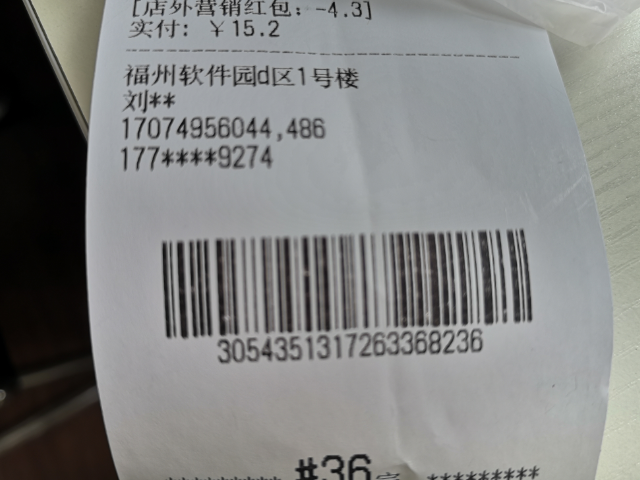 [店外营销红包: -4.3]
实付: ￥15.2
福州软件园d区1号楼
刘**
17074956044,486
177****9274
3054351317263368236
********* #36 *********